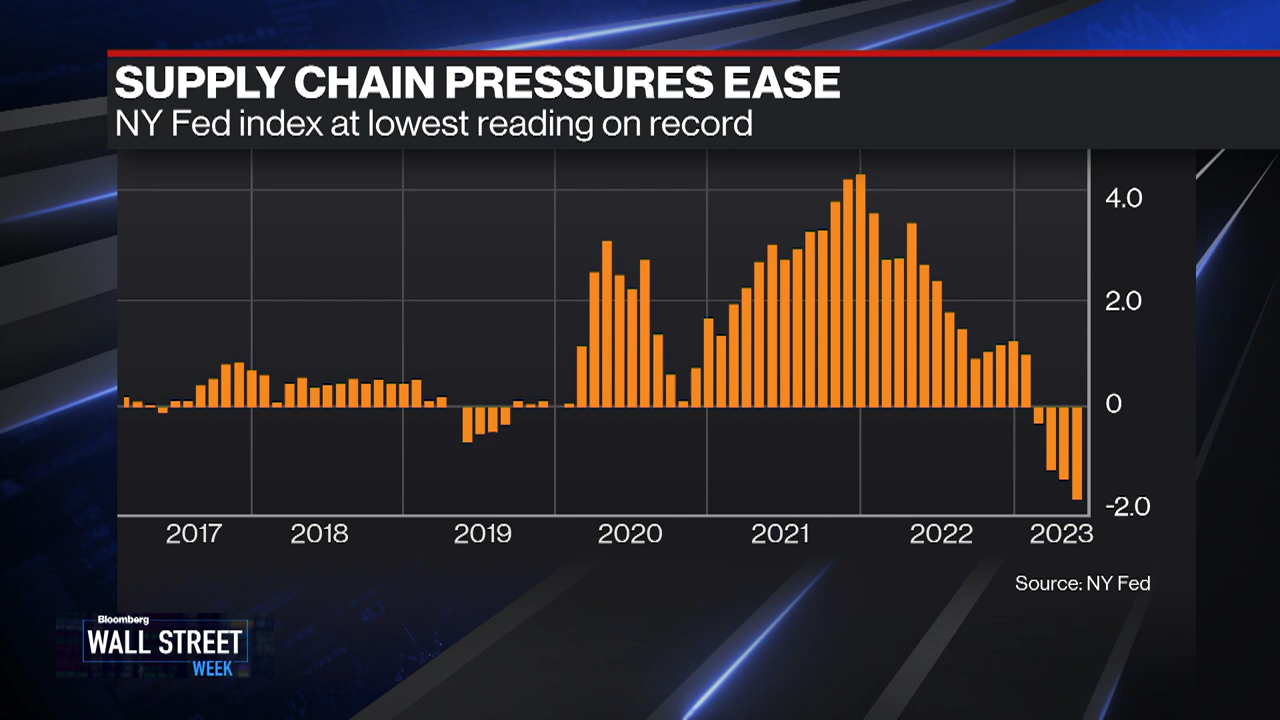 SUPPLY CHAIN PRESSURES EASE
NY Fed index at lowest reading on record
4.0
2.0
0
-2.0
2017 2018 2019 2020 2021 2022 2023
Source: NY Fed
Bloomberg
WALL STREET
WEEK